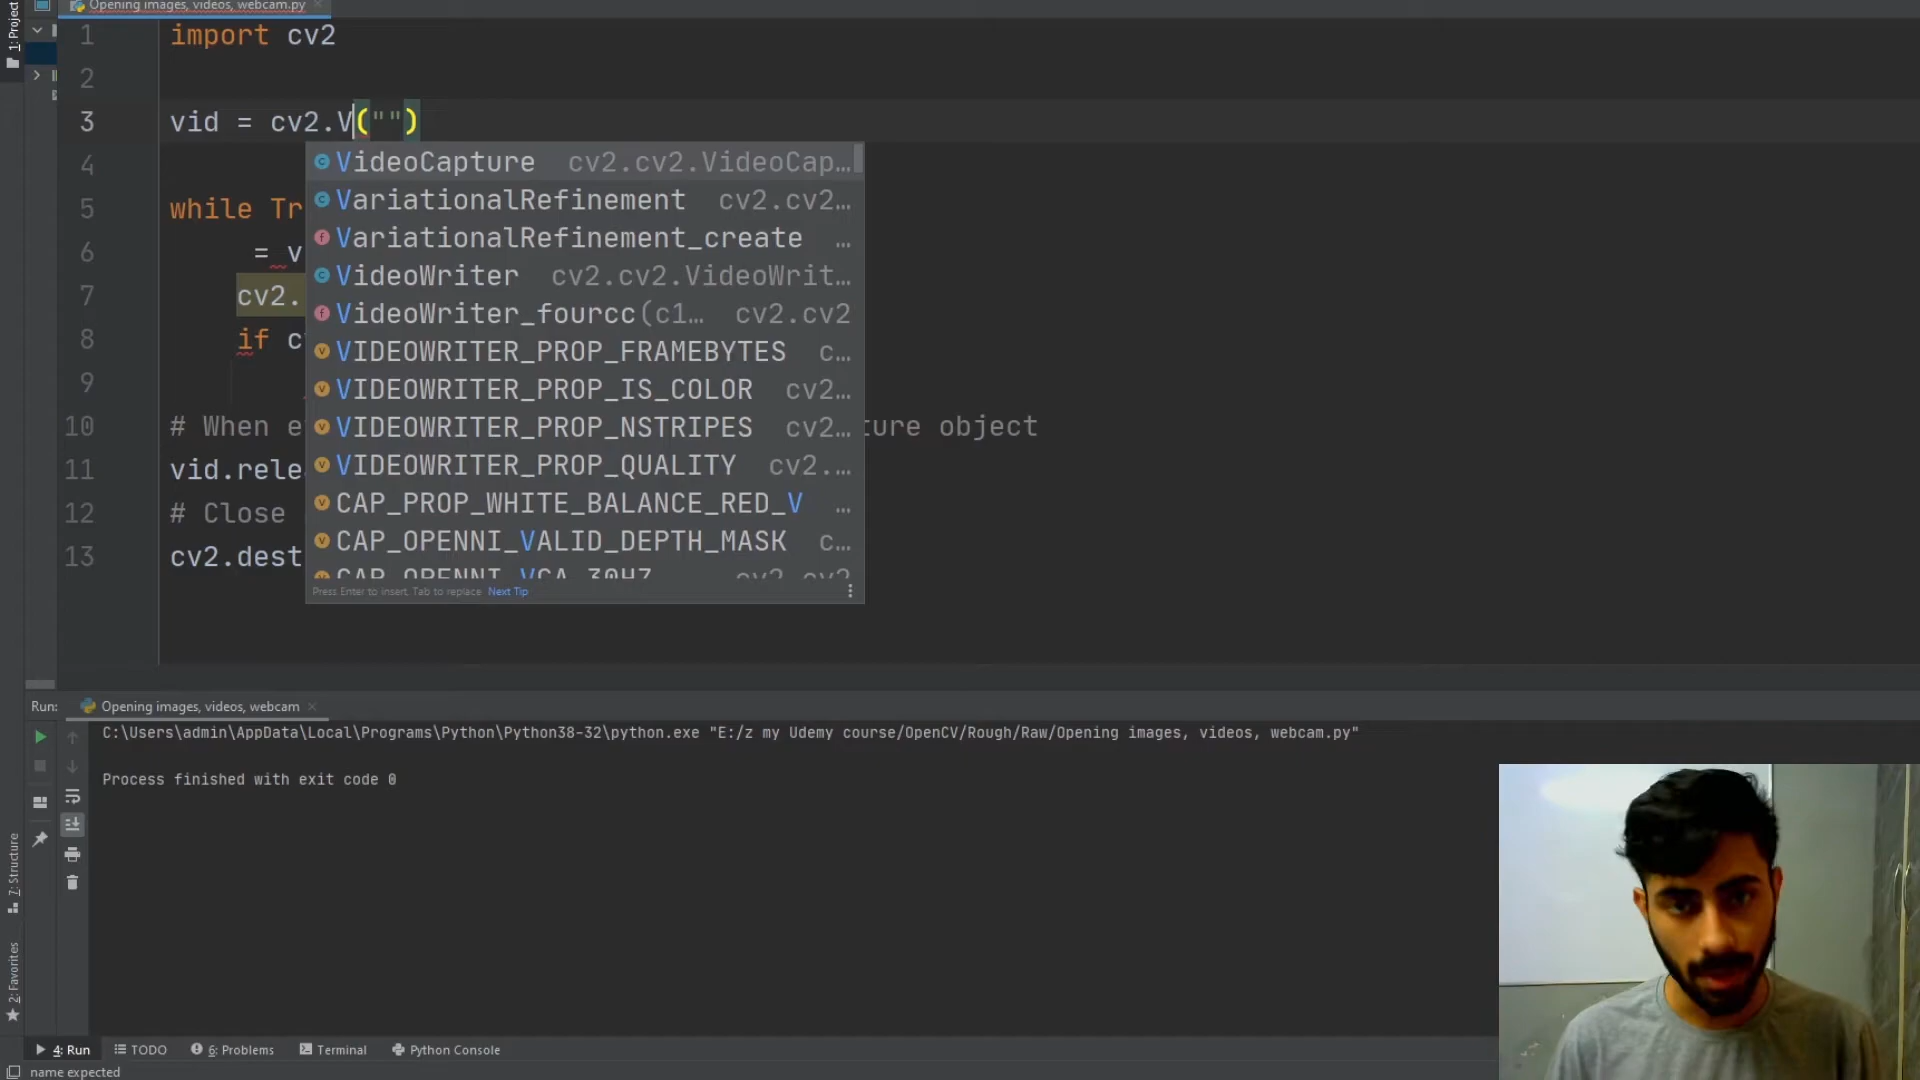 1: Project
Opening images, videos, webcam.py
1 import cv2
2
3 vid = cv2.V("")
4
5 while Tr
6 = v
7 cv2.
8 if c
9
10 # When e ture object
11 vid.rele
12 # Close
13 cv2.dest
VideoCapture cv2.cv2.VideoCap…
VariationalRefinement cv2.cv2…
VariationalRefinement_create …
VideoWriter cv2.cv2.VideoWrit…
VideoWriter_fourcc(c1… cv2.cv2
VIDEOWRITER_PROP_FRAMEBYTES c…
VIDEOWRITER_PROP_IS_COLOR cv2…
VIDEOWRITER_PROP_NSTRIPES cv2…
VIDEOWRITER_PROP_QUALITY cv2.…
CAP_PROP_WHITE_BALANCE_RED_V …
CAP_OPENNI_VALID_DEPTH_MASK c…
CAP_OPENNI_VGA_30HZ cv2.cv2
Press Enter to insert, Tab to replace Next Tip
Run: Opening images, videos, webcam
C:\Users\admin\AppData\Local\Programs\Python\Python38-32\python.exe "E:/z my Udemy course/OpenCV/Rough/Raw/Opening images, videos, webcam.py"
Process finished with exit code 0
7: Structure
2: Favorites
4: Run TODO 6: Problems Terminal Python Console
name expected